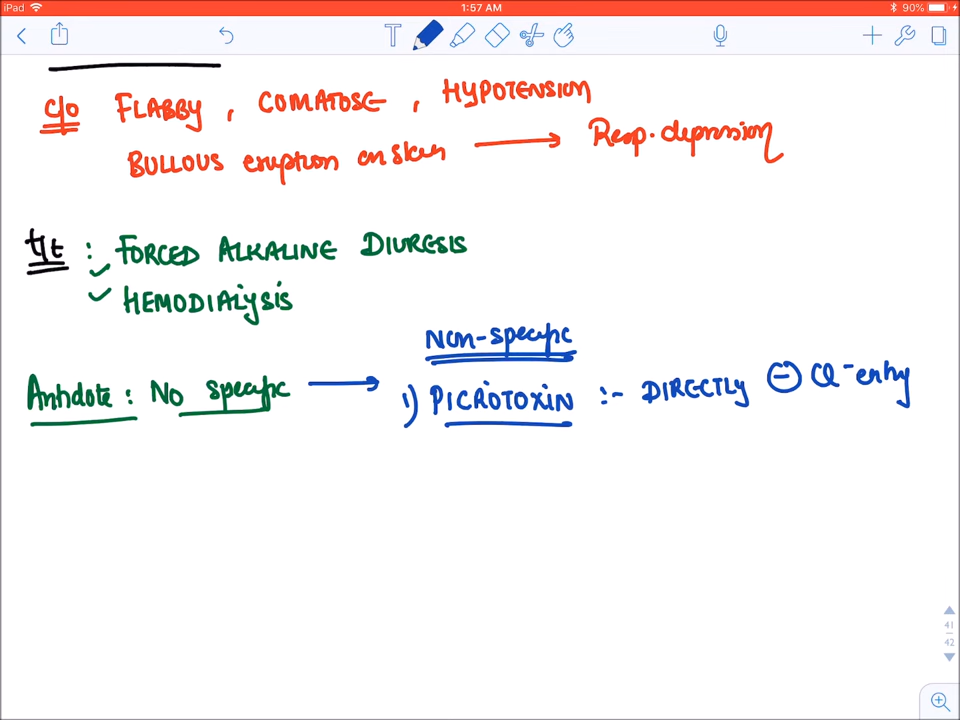 iPad 1:57 AM 90%
T
c/o FLABBY, COMATOSE, HYPOTENSION
BULLOUS eruption on skin → Resp. depression
t/t : FORCED ALKALINE DIURESIS
✓ HEMODIALYSIS
Non-specific
Antidote : No specific → 1) PICROTOXIN :- DIRECTLY ⊖ Cl⁻ entry
41
42